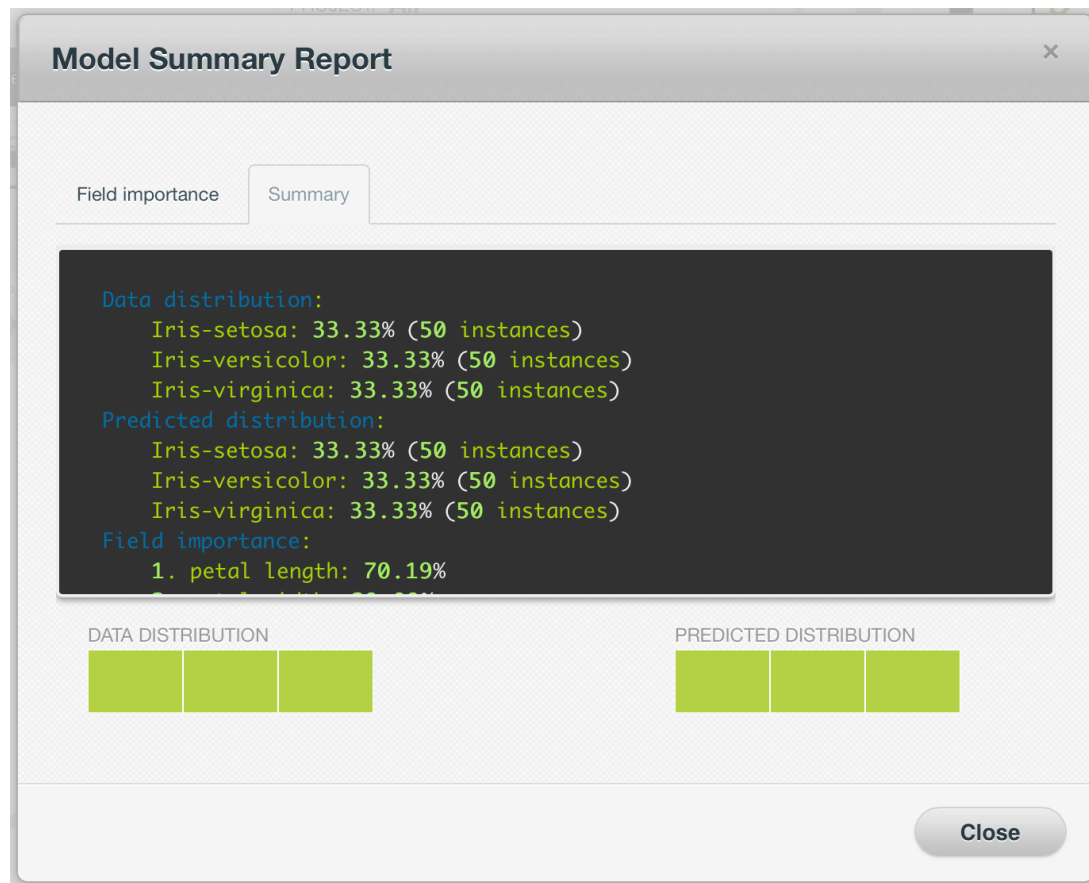 Model Summary Report
×
Field importance
Summary
Data distribution:
Iris-setosa: 33.33% (50 instances)
Iris-versicolor: 33.33% (50 instances)
Iris-virginica: 33.33% (50 instances)
Predicted distribution:
Iris-setosa: 33.33% (50 instances)
Iris-versicolor: 33.33% (50 instances)
Iris-virginica: 33.33% (50 instances)
Field importance:
1. petal length: 70.19%
DATA DISTRIBUTION
PREDICTED DISTRIBUTION
Close